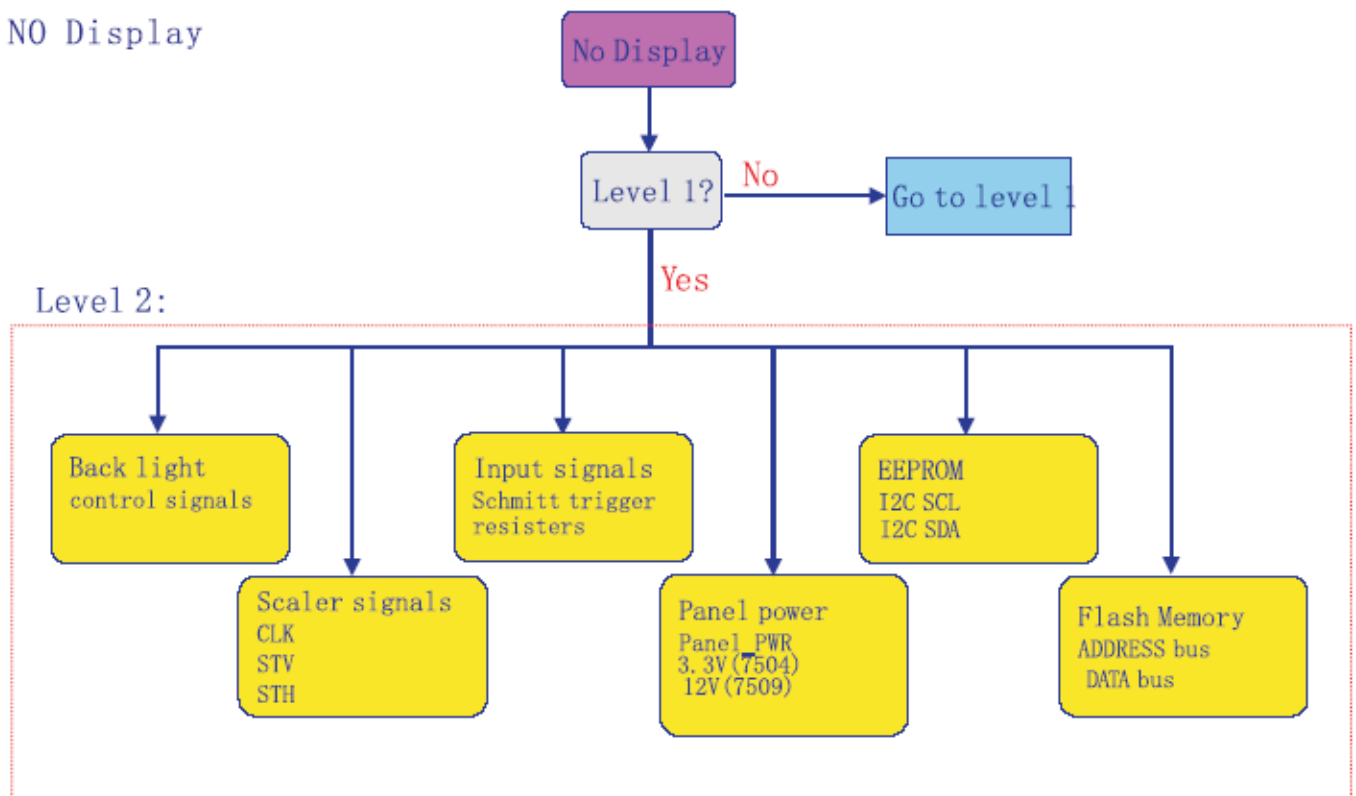 NO Display
No Display
Level 1?
No
Go to level 1
Yes
Level 2:
Back light
control signals
Scaler signals
CLK
STV
STH
Input signals
Schmitt trigger
resisters
Panel power
Panel_PWR
3.3V(7504)
12V(7509)
EEPROM
I2C SCL
I2C SDA
Flash Memory
ADDRESS bus
DATA bus